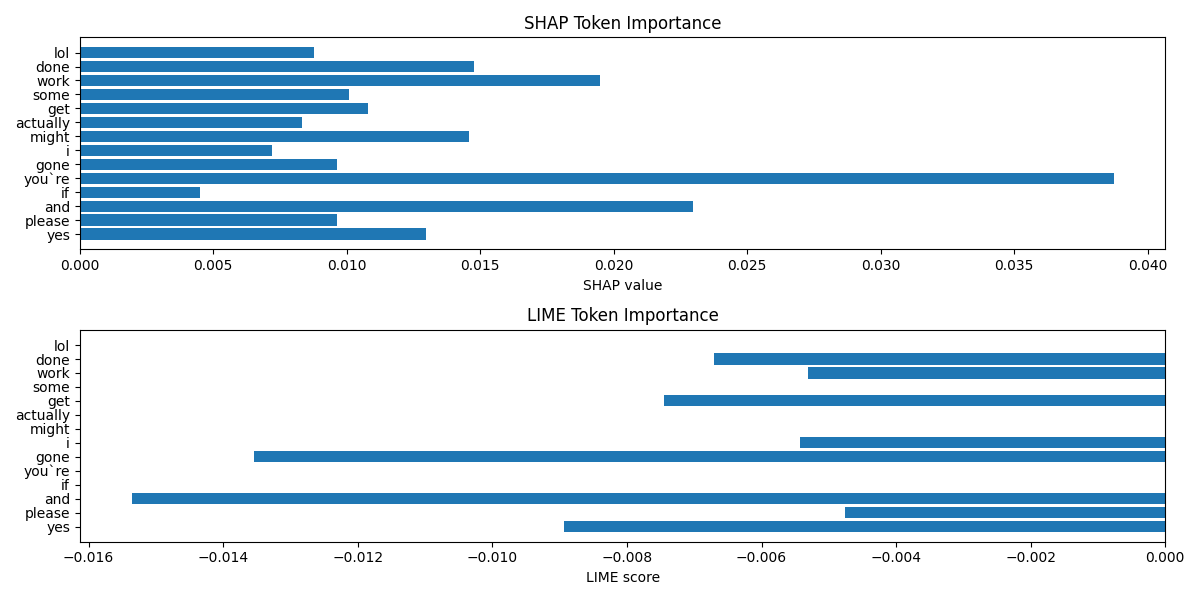 SHAP Token Importance
lol
done
work
some
get
actually
might
i
gone
you`re
if
and
please
yes
0.000 0.005 0.010 0.015 0.020 0.025 0.030 0.035 0.040
SHAP value
LIME Token Importance
lol
done
work
some
get
actually
might
i
gone
you`re
if
and
please
yes
−0.016 −0.014 −0.012 −0.010 −0.008 −0.006 −0.004 −0.002 0.000
LIME score